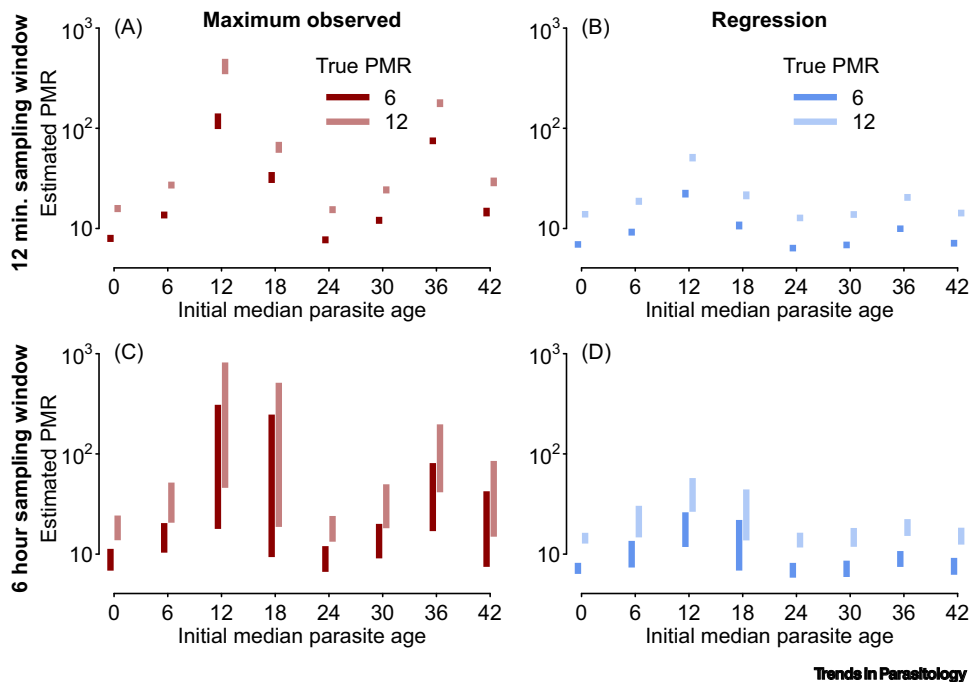 Maximum observed
Regression
12 min. sampling window
Estimated PMR
(A)
10³
10²
10
True PMR
6
12
0 6 12 18 24 30 36 42
Initial median parasite age
(B)
10³
10²
10
True PMR
6
12
0 6 12 18 24 30 36 42
Initial median parasite age
6 hour sampling window
Estimated PMR
(C)
10³
10²
10
0 6 12 18 24 30 36 42
Initial median parasite age
(D)
10³
10²
10
0 6 12 18 24 30 36 42
Initial median parasite age
Trends in Parasitology